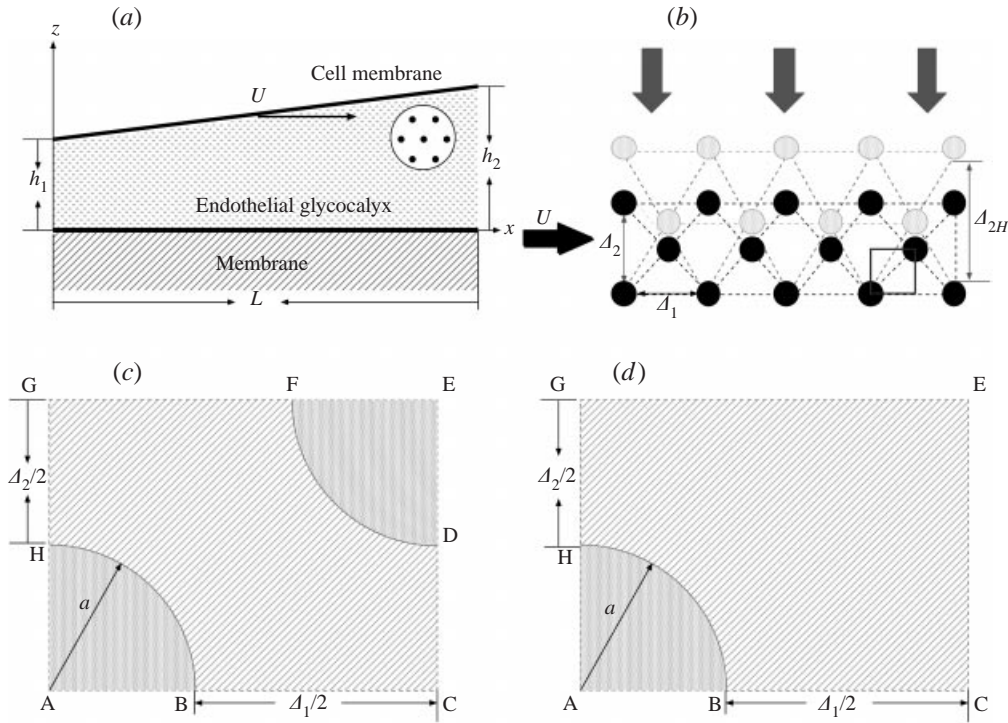 (a)
z
Cell membrane
U
h₁
h₂
Endothelial glycocalyx
x
Membrane
L
(b)
U
Δ₂
Δ₂H
Δ₁
(c)
G
F
E
Δ₂/2
H
D
a
A
B
Δ₁/2
C
(d)
G
E
Δ₂/2
H
a
A
B
Δ₁/2
C